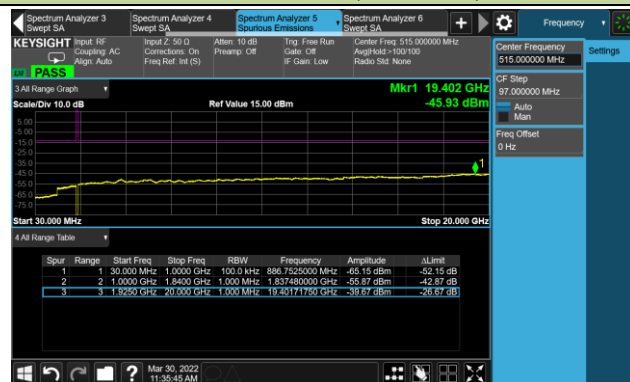 Spectrum Analyzer 3
Swept SA
Spectrum Analyzer 4
Swept SA
Spectrum Analyzer 5
Spurious Emissions
Spectrum Analyzer 6
Swept SA
Frequency
KEYSIGHT
Input: RF
Coupling: AC
Align: Auto
Input Z: 50 Ω
Corrections: On
Freq Ref: Int (S)
Atten: 10 dB
Preamp: Off
Trig: Free Run
Gate: Off
IF Gain: Low
Center Freq: 515.000000 MHz
Avg|Hold:>100/100
Radio Std: None
PASS
3 All Range Graph
Mkr1 19.402 GHz
Scale/Div 10.0 dB
Ref Value 15.00 dBm
-45.93 dBm
5.00
-5.00
-15.0
-25.0
-35.0
-45.0
-55.0
-65.0
-75.0
1
Start 30.000 MHz
Stop 20.000 GHz
4 All Range Table
Spur Range Start Freq Stop Freq RBW Frequency Amplitude ΔLimit
1 1 30.000 MHz 1.0000 GHz 100.0 kHz 886.7525000 MHz -65.15 dBm -52.15 dB
2 2 1.0000 GHz 1.8400 GHz 1.000 MHz 1.837480000 GHz -55.87 dBm -42.87 dB
3 3 1.9250 GHz 20.000 GHz 1.000 MHz 19.40171750 GHz -39.67 dBm -26.67 dB
Center Frequency
515.000000 MHz
Settings
CF Step
97.000000 MHz
Auto
Man
Freq Offset
0 Hz
?
Mar 30, 2022
11:35:45 AM